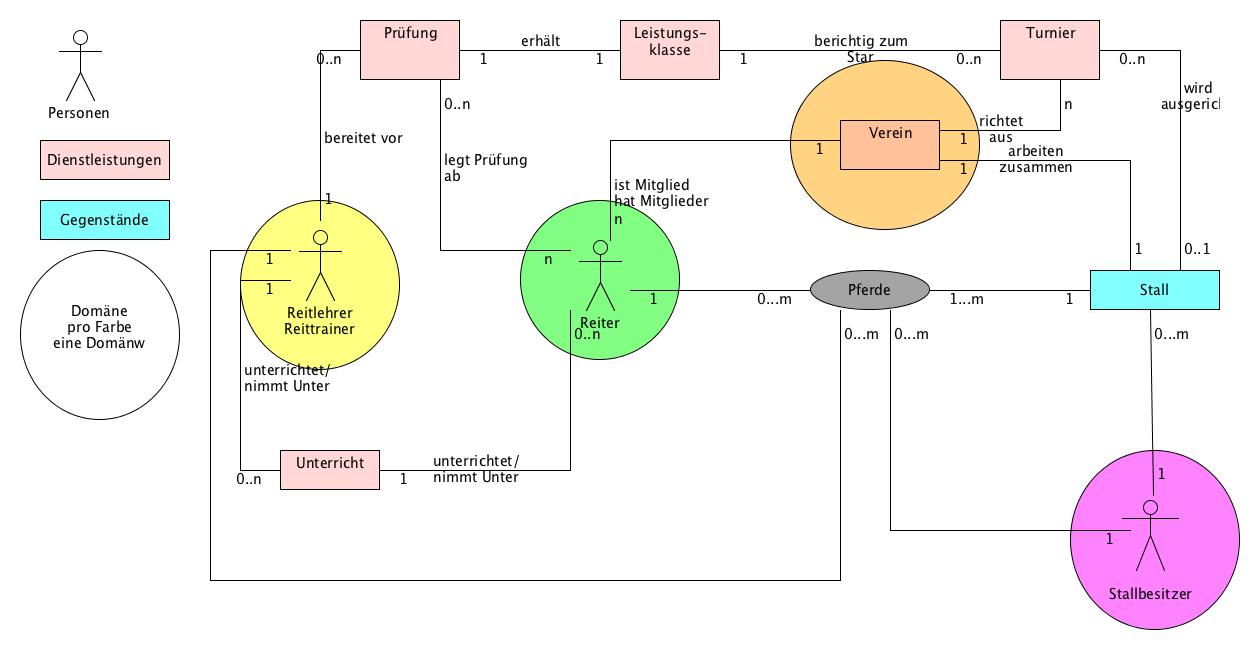 Personen
Dienstleistungen
Gegenstände
Domäne
pro Farbe
eine Domänw
Prüfung
erhält
Leistungs-
klasse
berichtig zum
Star
Turnier
0..n
1
1
1
0..n
0..n
wird
ausgeric
0..n
n
bereitet vor
legt Prüfung
ab
1
Verein
1
richtet
aus
1
arbeiten
zusammen
1
ist Mitglied
hat Mitglieder
n
1
0..1
1
1
n
Reitlehrer
Reittrainer
Reiter
0..n
1
0...m
Pferde
1...m
1
Stall
0...m
0...m
0...m
unterrichtet/
nimmt Unter
0..n
Unterricht
1
unterrichtet/
nimmt Unter
1
1
Stallbesitzer